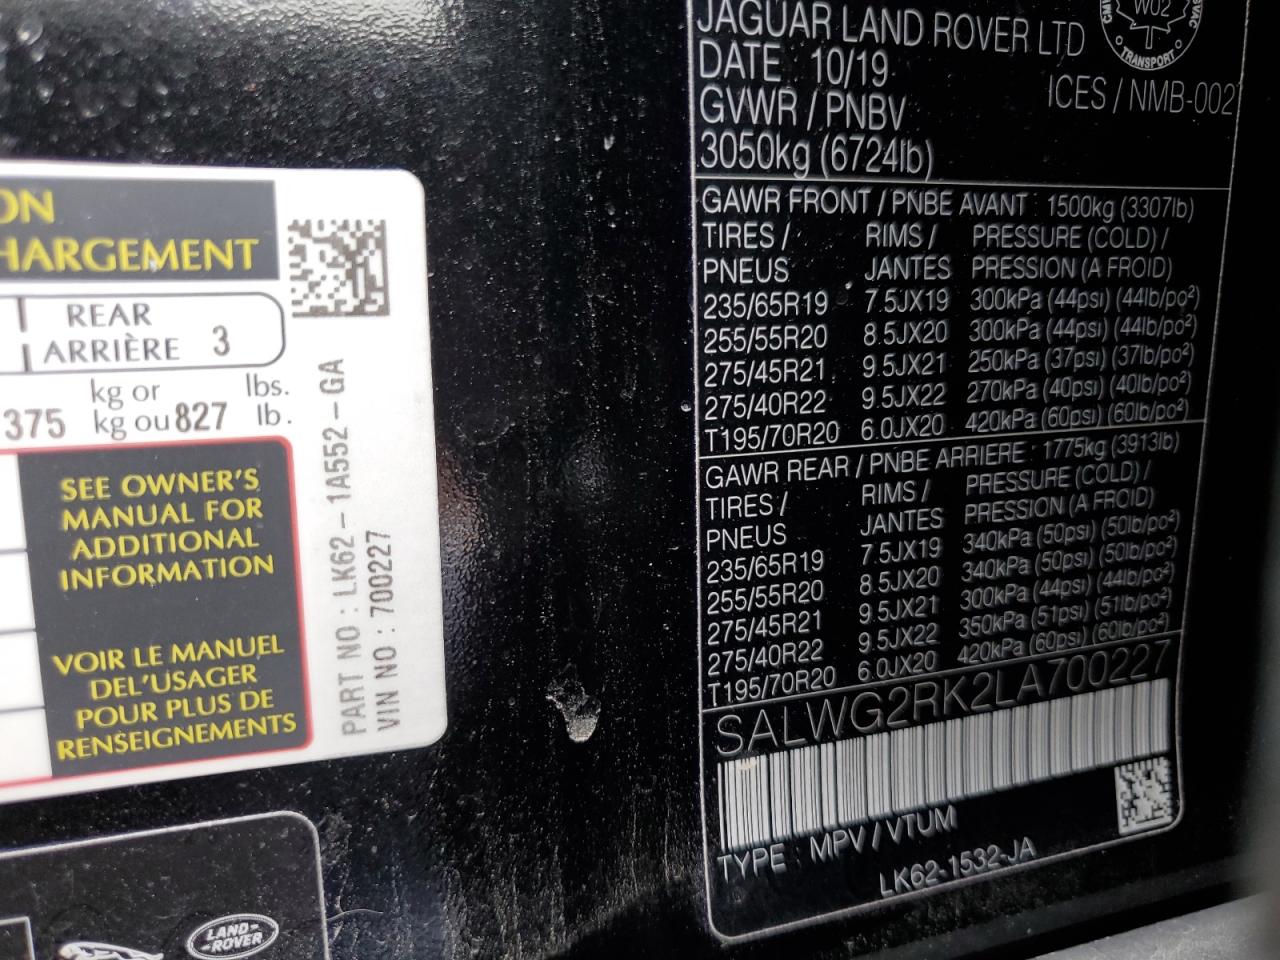 ON
HARGEMENT
REAR
ARRIÈRE 3
kg or lbs.
375 kg ou 827 lb.
SEE OWNER'S
MANUAL FOR
ADDITIONAL
INFORMATION
VOIR LE MANUEL
DEL'USAGER
POUR PLUS DE
RENSEIGNEMENTS
PART NO : LK62-1A552-GA
VIN NO : 700227
LAND-
ROVER
JAGUAR LAND ROVER LTD
W02
TRANSPORT
DATE 10/19
ICES / NMB-002
GVWR / PNBV
3050kg (6724lb)
GAWR FRONT / PNBE AVANT : 1500kg (3307lb)
TIRES / RIMS / PRESSURE (COLD) /
PNEUS JANTES PRESSION (A FROID)
235/65R19 7.5JX19 300kPa (44psi) (44lb/po²)
255/55R20 8.5JX20 300kPa (44psi) (44lb/po²)
275/45R21 9.5JX21 250kPa (37psi) (37lb/po²)
275/40R22 9.5JX22 270kPa (40psi) (40lb/po²)
T195/70R20 6.0JX20 420kPa (60psi) (60lb/po²)
GAWR REAR / PNBE ARRIERE : 1775kg (3913lb)
TIRES / RIMS / PRESSURE (COLD) /
PNEUS JANTES PRESSION (A FROID)
235/65R19 7.5JX19 340kPa (50psi) (50lb/po²)
255/55R20 8.5JX20 340kPa (50psi) (50lb/po²)
275/45R21 9.5JX21 300kPa (44psi) (44lb/po²)
275/40R22 9.5JX22 350kPa (51psi) (51lb/po²)
T195/70R20 6.0JX20 420kPa (60psi) (60lb/po²)
SALWG2RK2LA700227
TYPE : MPV / VTUM
LK62-1532-JA